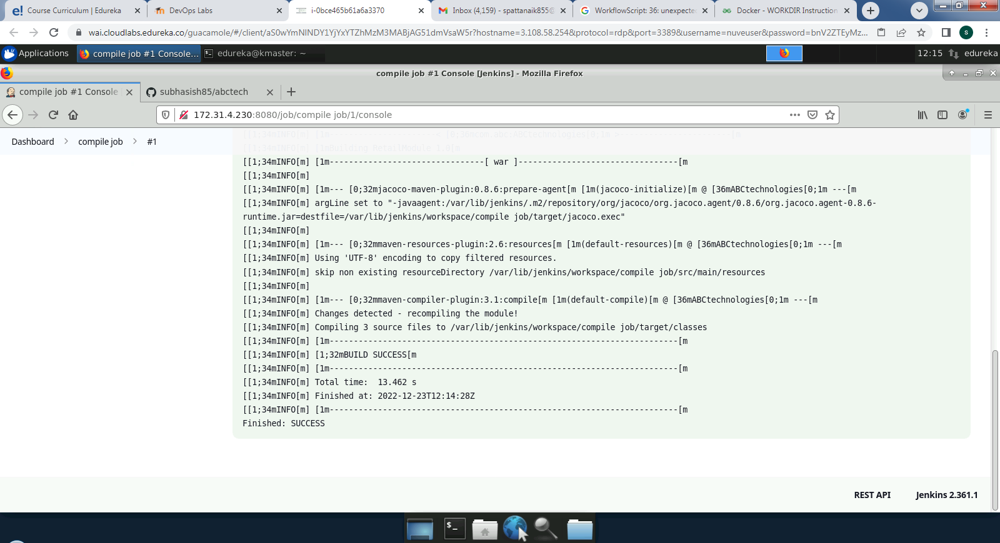 Course Curriculum | Edureka
DevOps Labs
i-0bce465b61a6a3370
Inbox (4,159) - spattanaik855@
WorkflowScript: 36: unexpecte
Docker - WORKDIR Instruction
wai.cloudlabs.edureka.co/guacamole/#/client/aS0wYmNlNDY1YjYxYTZhMzM3MABjAG51dmVsaW5r?hostname=3.108.58.254&protocol=rdp&port=3389&username=nuveuser&password=bnV2ZTEyMz...
S
Applications
compile job #1 Console...
edureka@kmaster: ~
12:15
edureka
compile job #1 Console [Jenkins] - Mozilla Firefox
compile job #1 Console
subhasish85/abctech
172.31.4.230:8080/job/compile job/1/console
Dashboard
compile job
#1
[[1;34mINFO[m] [1m----------------------< [0;36mcom.abc:ABCtechnologies[0;1m >-----------------------[m
[[1;34mINFO[m] [1mBuilding RetailModule 1.0[m
[[1;34mINFO[m] [1m--------------------------------[ war ]---------------------------------[m
[[1;34mINFO[m]
[[1;34mINFO[m] [1m--- [0;32mjacoco-maven-plugin:0.8.6:prepare-agent[m [1m(jacoco-initialize)[m @ [36mABCtechnologies[0;1m ---[m
[[1;34mINFO[m] argLine set to "-javaagent:/var/lib/jenkins/.m2/repository/org/jacoco/org.jacoco.agent/0.8.6/org.jacoco.agent-0.8.6-
runtime.jar=destfile=/var/lib/jenkins/workspace/compile job/target/jacoco.exec"
[[1;34mINFO[m]
[[1;34mINFO[m] [1m--- [0;32mmaven-resources-plugin:2.6:resources[m [1m(default-resources)[m @ [36mABCtechnologies[0;1m ---[m
[[1;34mINFO[m] Using 'UTF-8' encoding to copy filtered resources.
[[1;34mINFO[m] skip non existing resourceDirectory /var/lib/jenkins/workspace/compile job/src/main/resources
[[1;34mINFO[m]
[[1;34mINFO[m] [1m--- [0;32mmaven-compiler-plugin:3.1:compile[m [1m(default-compile)[m @ [36mABCtechnologies[0;1m ---[m
[[1;34mINFO[m] Changes detected - recompiling the module!
[[1;34mINFO[m] Compiling 3 source files to /var/lib/jenkins/workspace/compile job/target/classes
[[1;34mINFO[m] [1m------------------------------------------------------------------------[m
[[1;34mINFO[m] [1;32mBUILD SUCCESS[m
[[1;34mINFO[m] [1m------------------------------------------------------------------------[m
[[1;34mINFO[m] Total time:  13.462 s
[[1;34mINFO[m] Finished at: 2022-12-23T12:14:28Z
[[1;34mINFO[m] [1m------------------------------------------------------------------------[m
Finished: SUCCESS
REST API
Jenkins 2.361.1